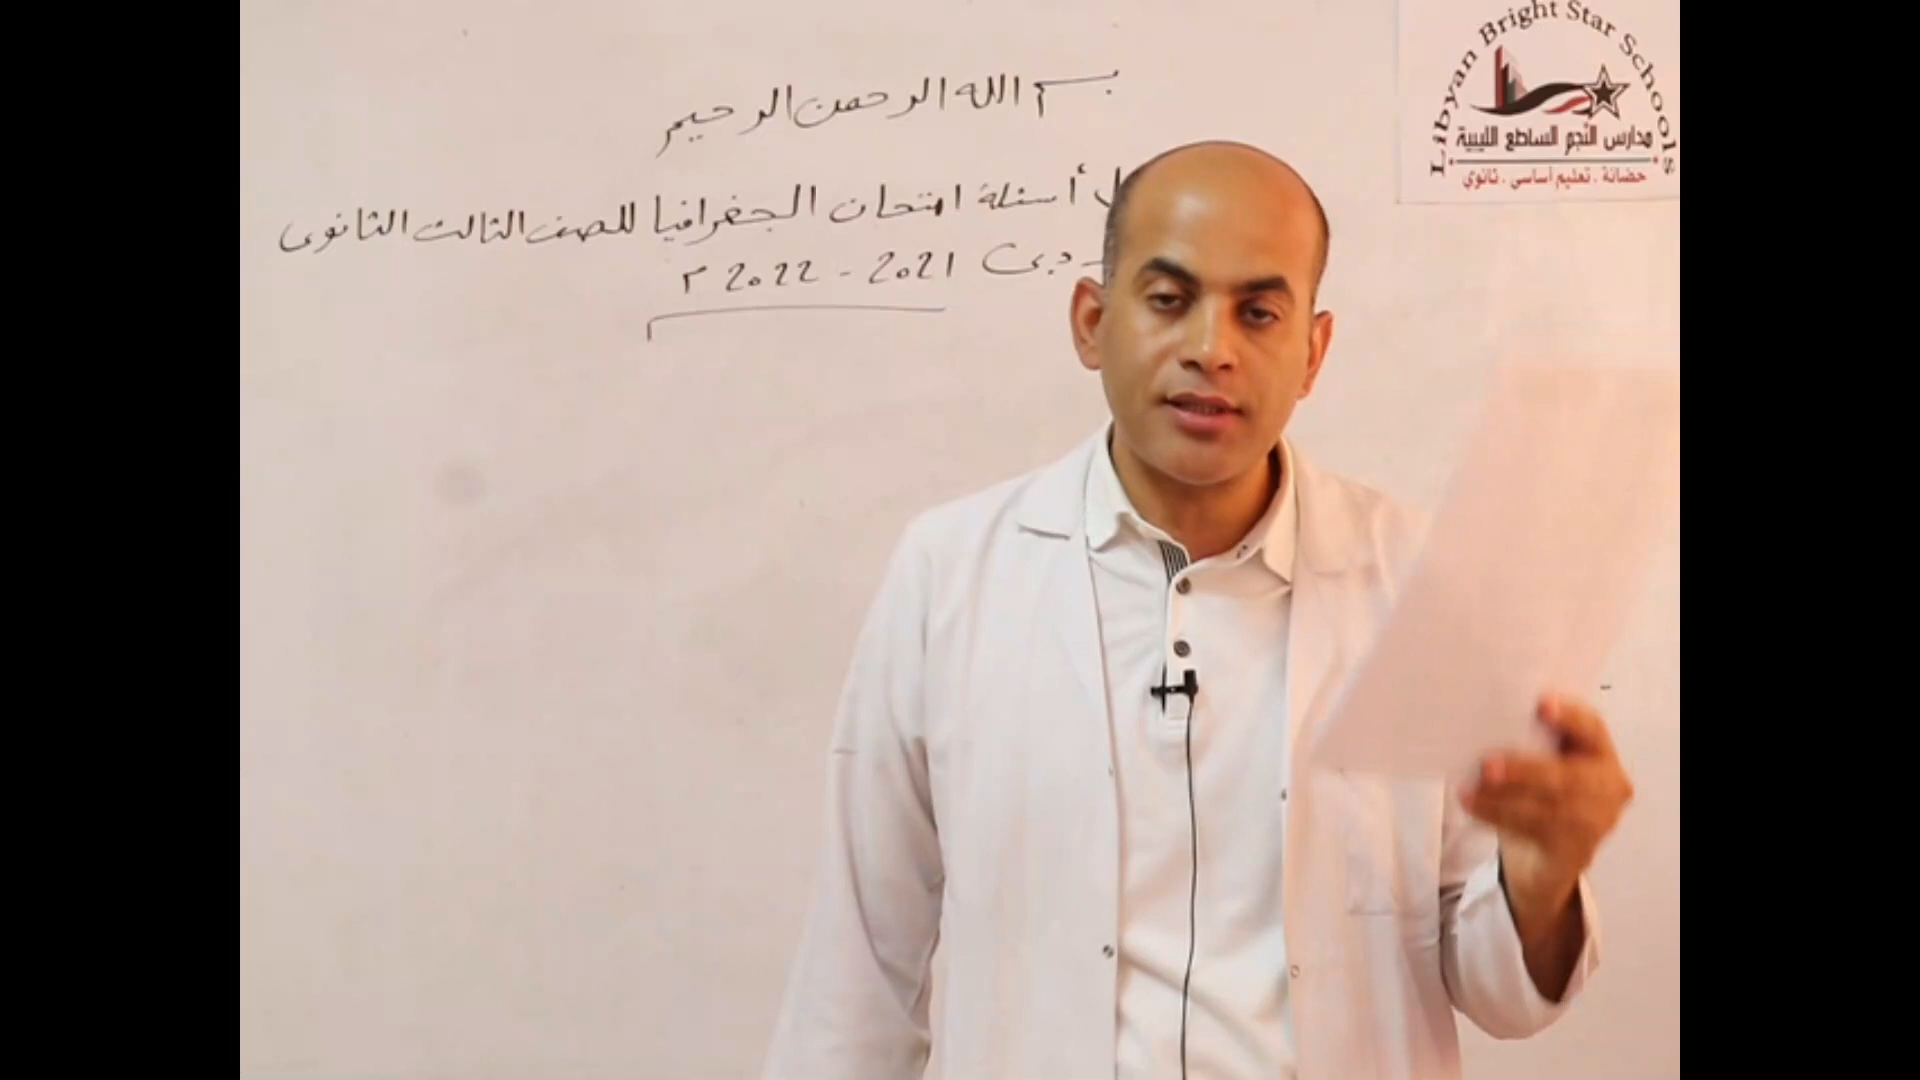 بسم الله الرحمن الرحيم
أسئلة امتحان الجغرافيا للصف الثالث الثانوى
2021 - 2022 م
Libyan Bright Star Schools
مدارس النجم الساطع الليبية
حضانة . تعليم أساسي . ثانوي